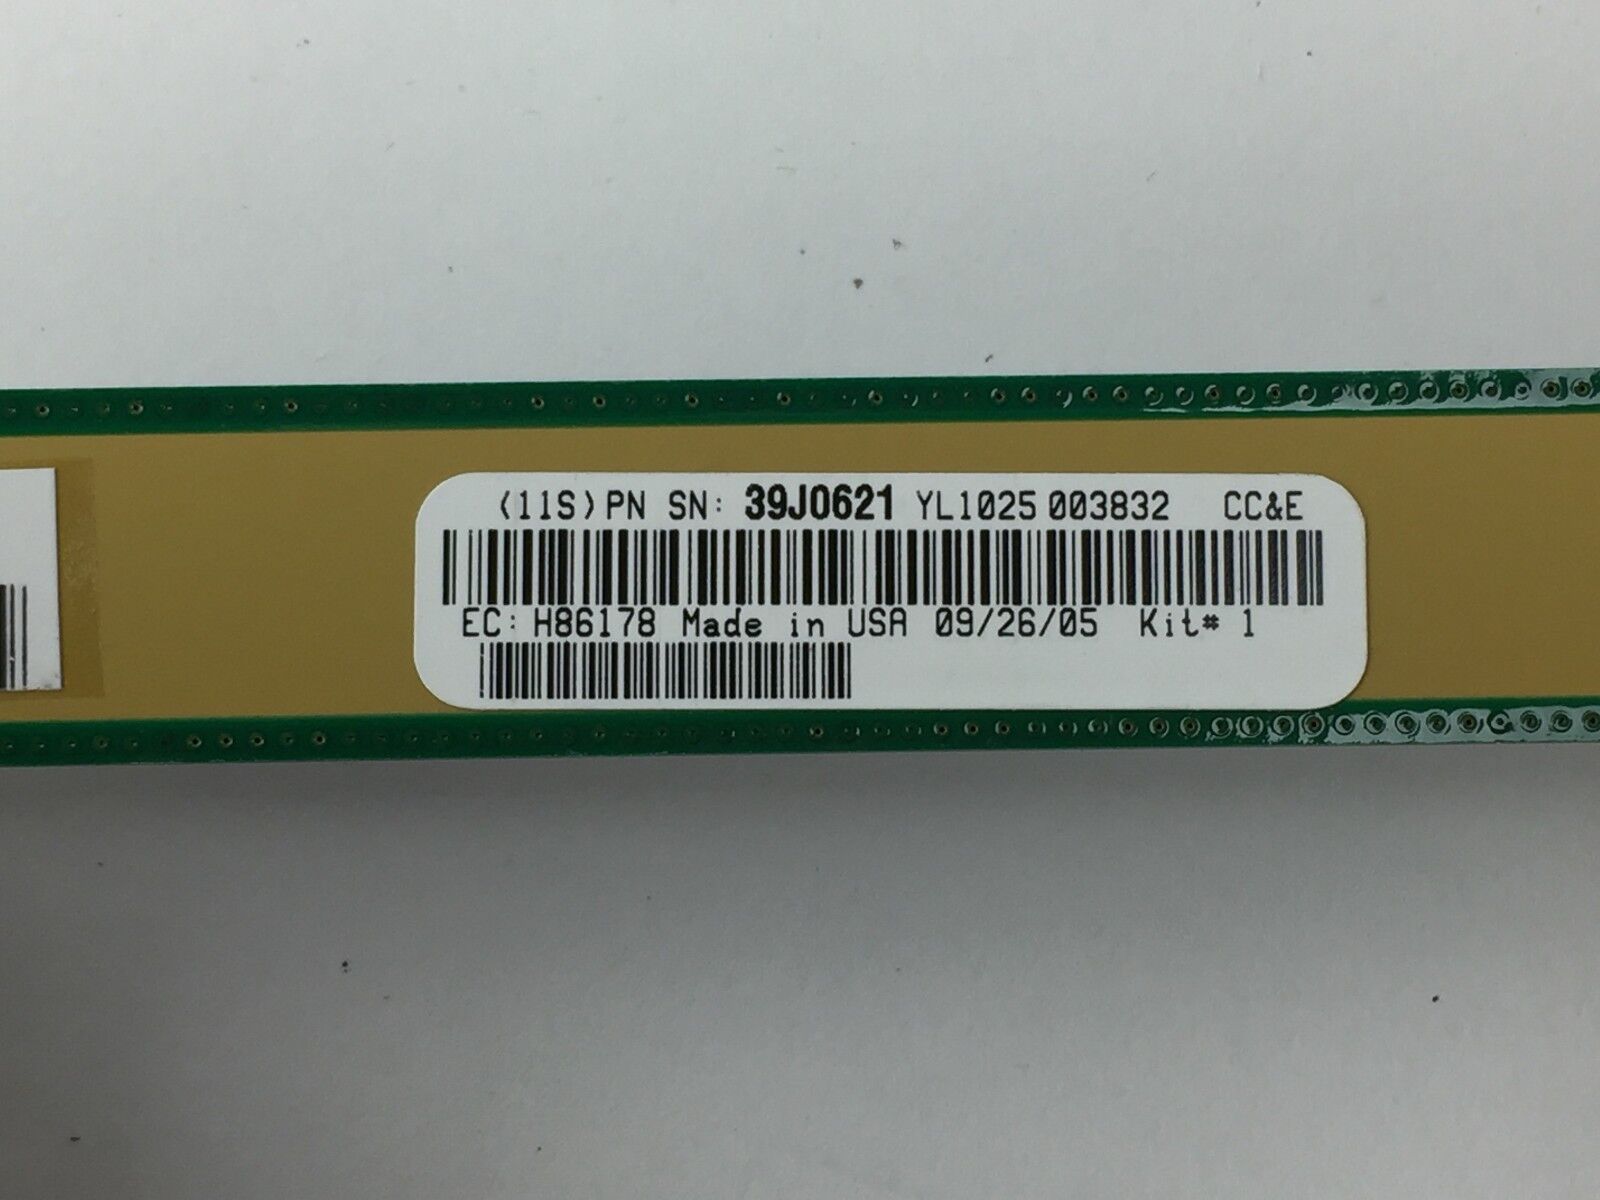 (11S)PN SN: 39J0621 YL1025 003832 CC&E
EC: H86178 Made in USA 09/26/05 Kit# 1